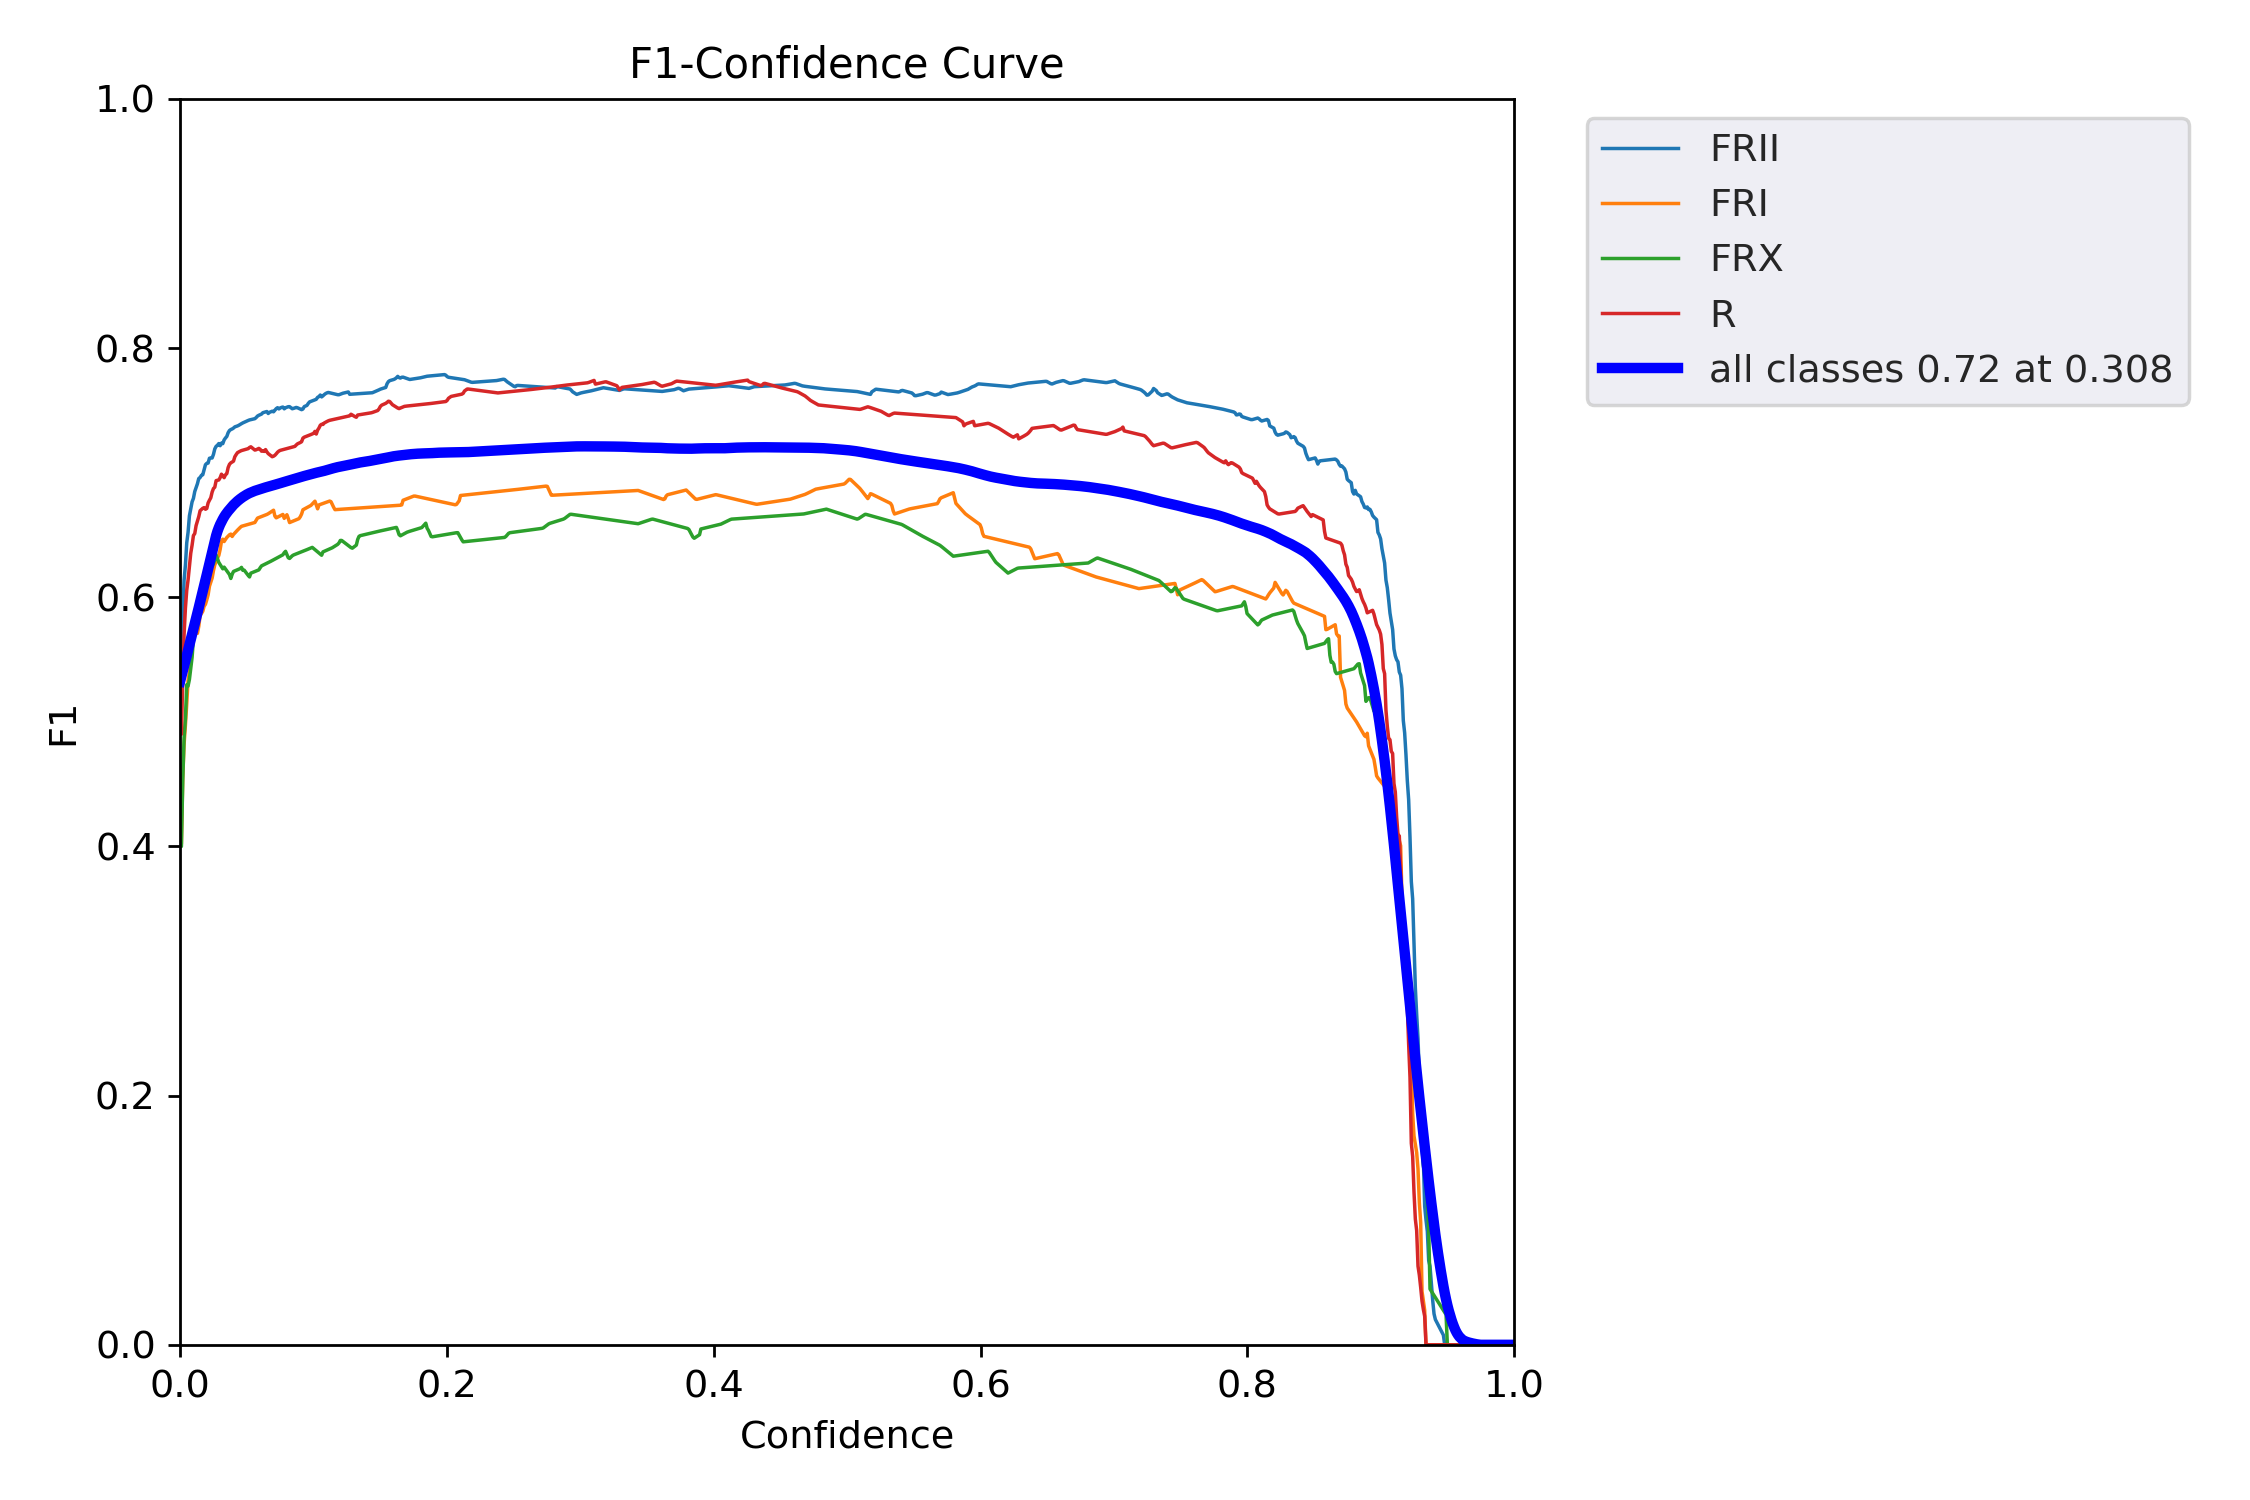 F1-Confidence Curve
1.0
0.8
0.6
0.4
0.2
0.0
F1
0.0 0.2 0.4 0.6 0.8 1.0
Confidence
FRII
FRI
FRX
R
all classes 0.72 at 0.308